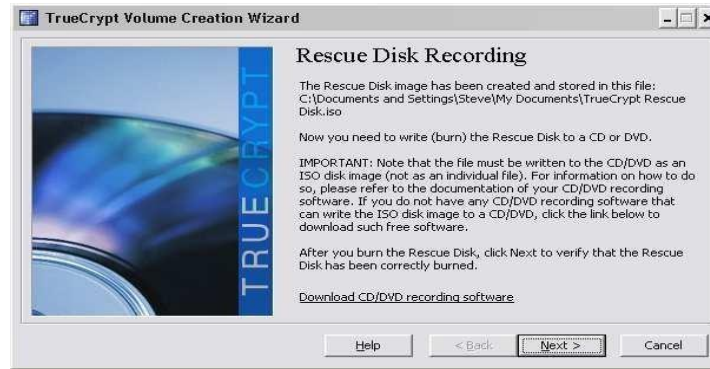 TrueCrypt Volume Creation Wizard
Rescue Disk Recording
The Rescue Disk image has been created and stored in this file:
C:\Documents and Settings\Steve\My Documents\TrueCrypt Rescue
Disk.iso
Now you need to write (burn) the Rescue Disk to a CD or DVD.
IMPORTANT: Note that the file must be written to the CD/DVD as an
ISO disk image (not as an individual file). For information on how to do
so, please refer to the documentation of your CD/DVD recording
software. If you do not have any CD/DVD recording software that
can write the ISO disk image to a CD/DVD, click the link below to
download such free software.
After you burn the Rescue Disk, click Next to verify that the Rescue
Disk has been correctly burned.
Download CD/DVD recording software
TRUECRYPT
Help
< Back
Next >
Cancel